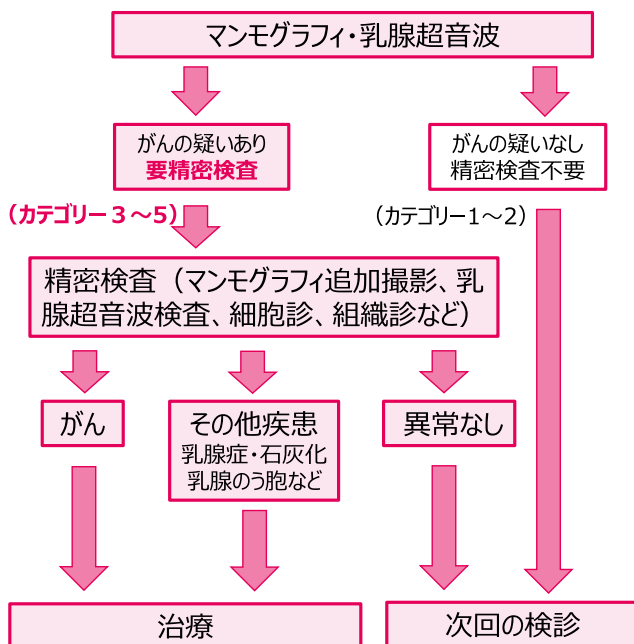 マンモグラフィ・乳腺超音波
がんの疑いあり
要精密検査
がんの疑いなし
精密検査不要
（カテゴリー３～５）
（カテゴリー1～2）
精密検査（マンモグラフィ追加撮影、乳
腺超音波検査、細胞診、組織診など）
がん
その他疾患
乳腺症・石灰化
乳腺のう胞など
異常なし
治療
次回の検診